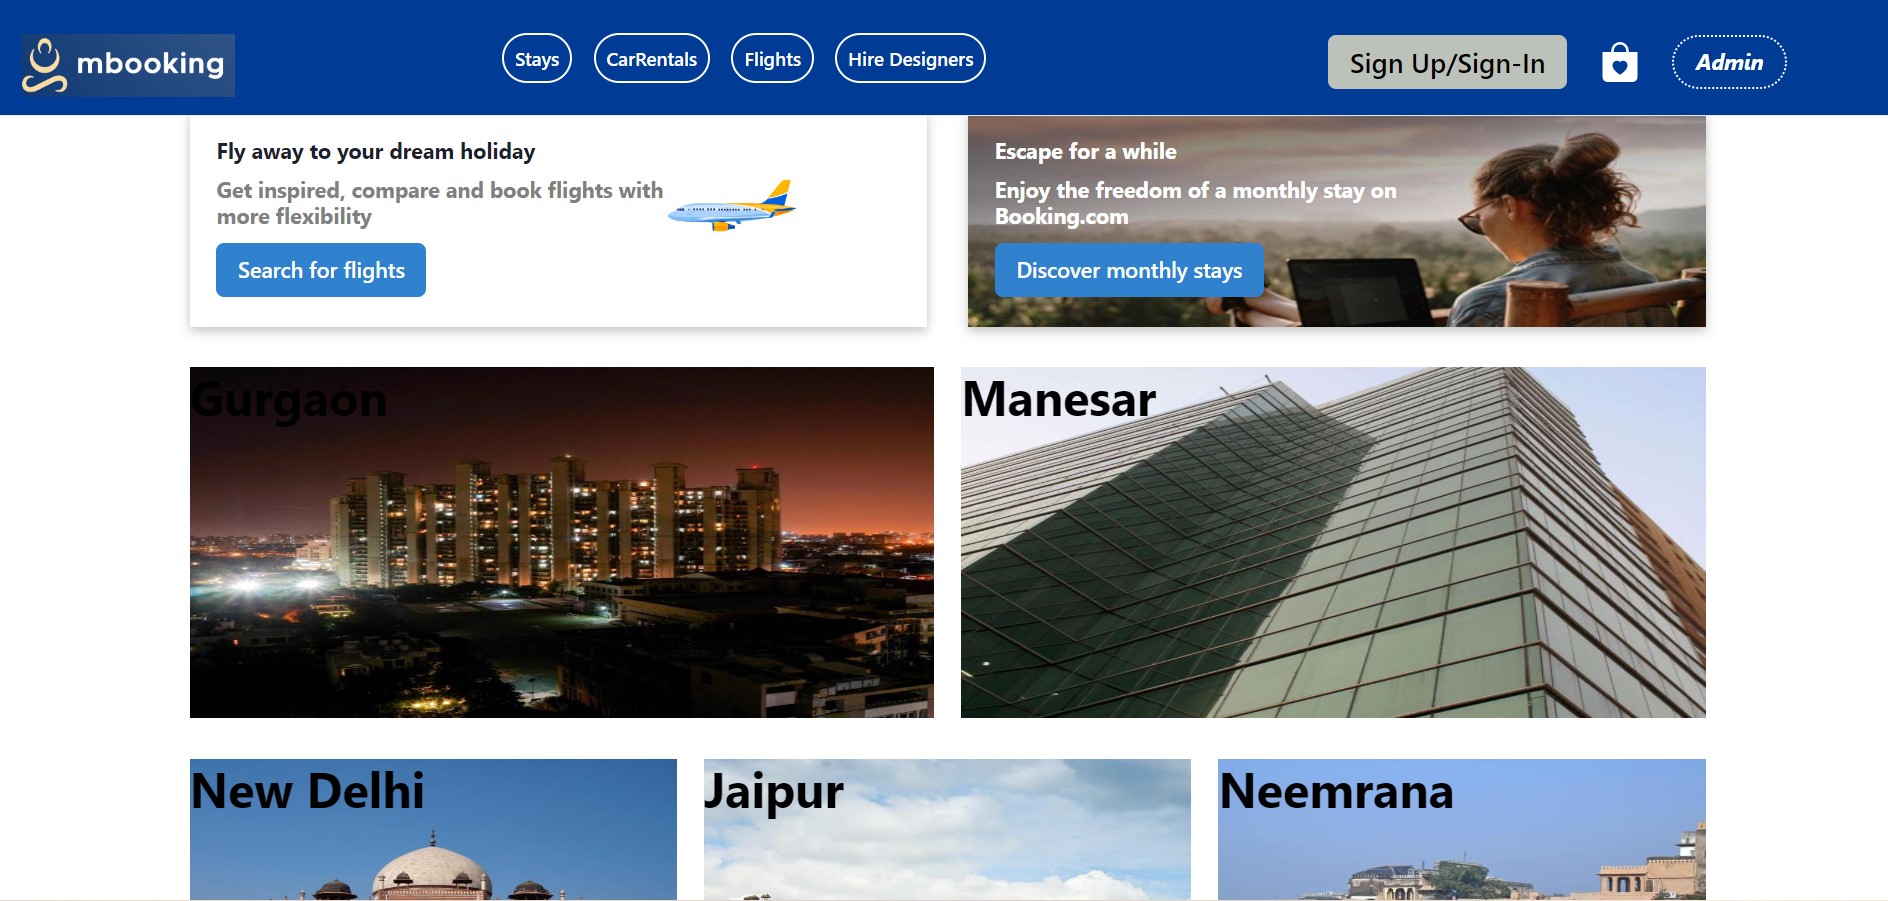 mbooking
Stays
CarRentals
Flights
Hire Designers
Sign Up/Sign-In
Admin
Fly away to your dream holiday
Get inspired, compare and book flights with
more flexibility
Search for flights
Escape for a while
Enjoy the freedom of a monthly stay on
Booking.com
Discover monthly stays
Gurgaon
Manesar
New Delhi
Jaipur
Neemrana